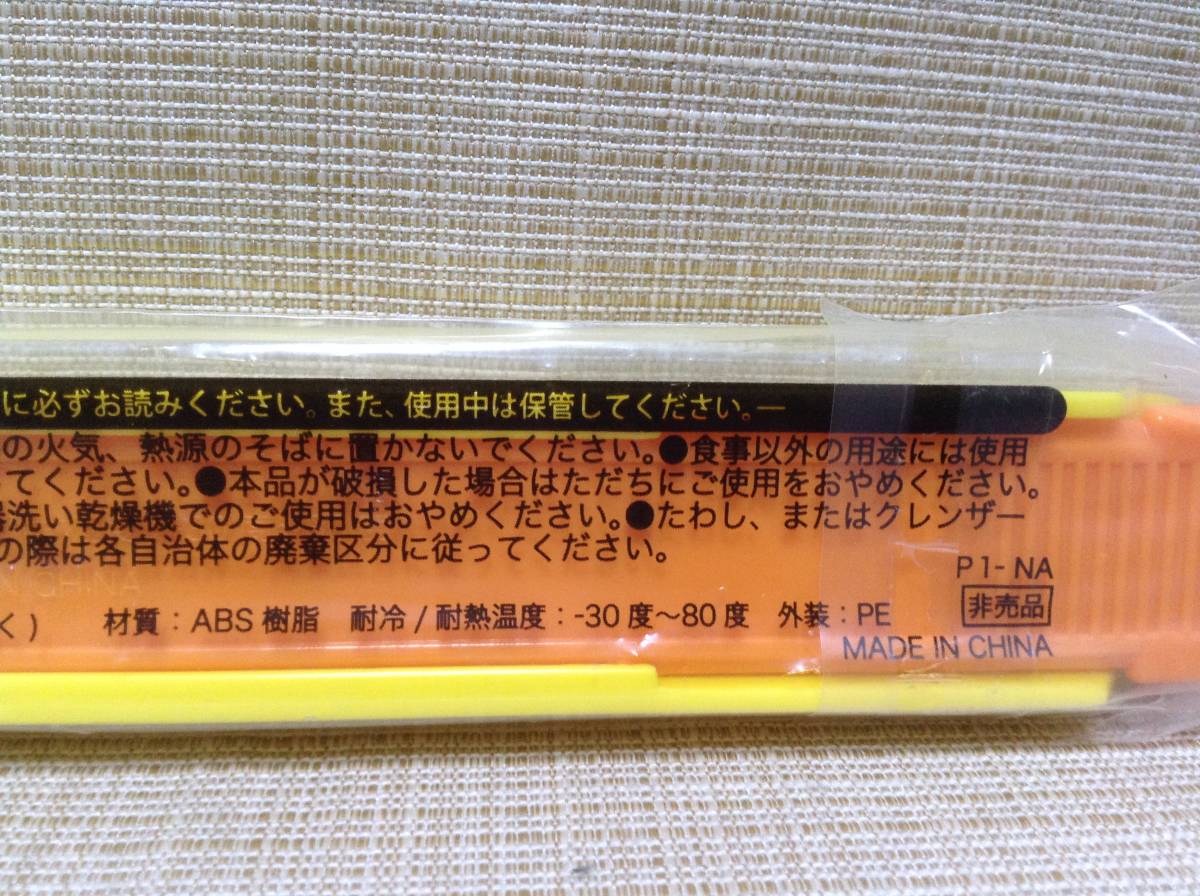 に必ずお読みください。また、使用中は保管してください。―
の火気、熱源のそばに置かないでください。●食事以外の用途には使用
てください。●本品が破損した場合はただちにご使用をおやめください。
器洗い乾燥機でのご使用はおやめください。●たわし、またはクレンザー
の際は各自治体の廃棄区分に従ってください。
P1-NA
く) 材質：ABS樹脂 耐冷/耐熱温度：-30度～80度 外装：PE
非売品
MADE IN CHINA